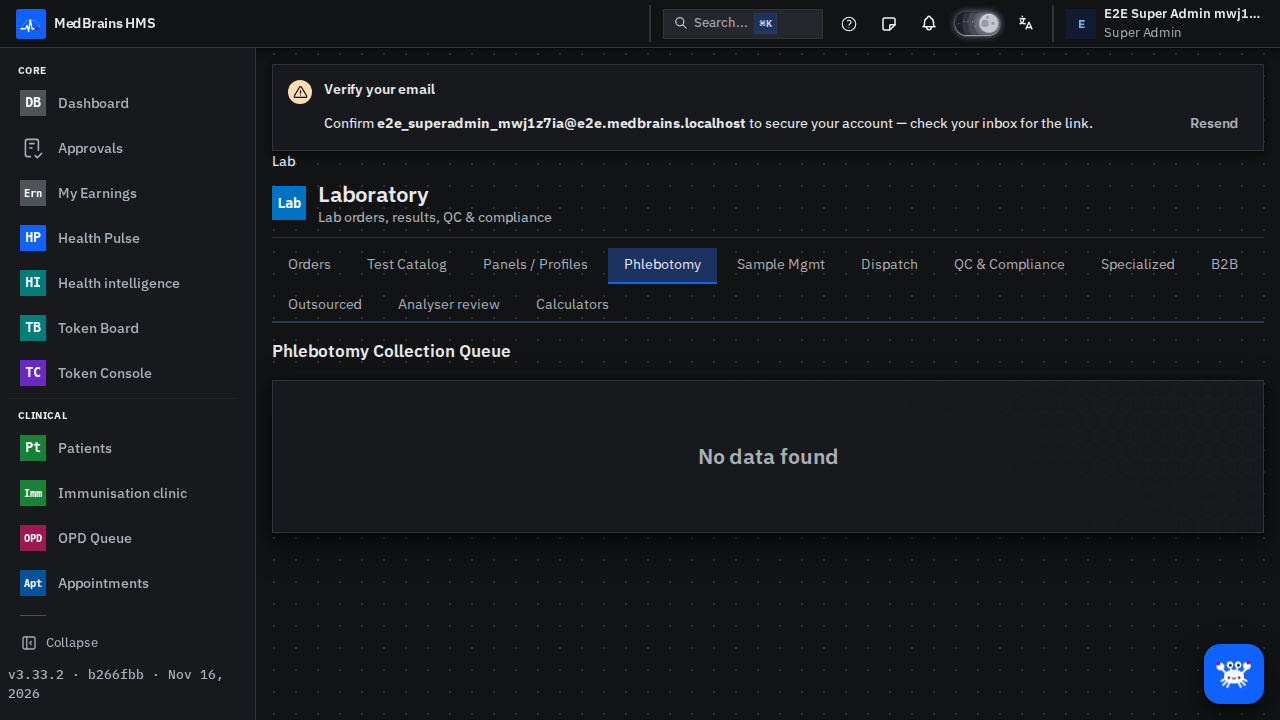 MedBrains HMS
Search...
⌘K
E
E2E Super Admin mwj1...
Super Admin
CORE
DB Dashboard
Approvals
Ern My Earnings
HP Health Pulse
HI Health intelligence
TB Token Board
TC Token Console
CLINICAL
Pt Patients
Imm Immunisation clinic
OPD OPD Queue
Apt Appointments
Collapse
v3.33.2 · b266fbb · Nov 16,
2026
Verify your email
Confirm e2e_superadmin_mwj1z7ia@e2e.medbrains.localhost to secure your account — check your inbox for the link.
Resend
Lab
Lab
Laboratory
Lab orders, results, QC & compliance
Orders Test Catalog Panels / Profiles Phlebotomy Sample Mgmt Dispatch QC & Compliance Specialized B2B
Outsourced Analyser review Calculators
Phlebotomy Collection Queue
No data found